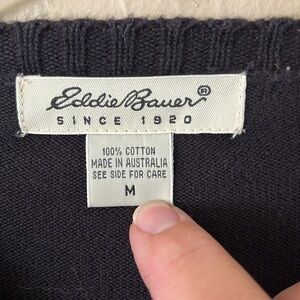 Eddie Bauer®
SINCE 1920
100% COTTON
MADE IN AUSTRALIA
SEE SIDE FOR CARE
M